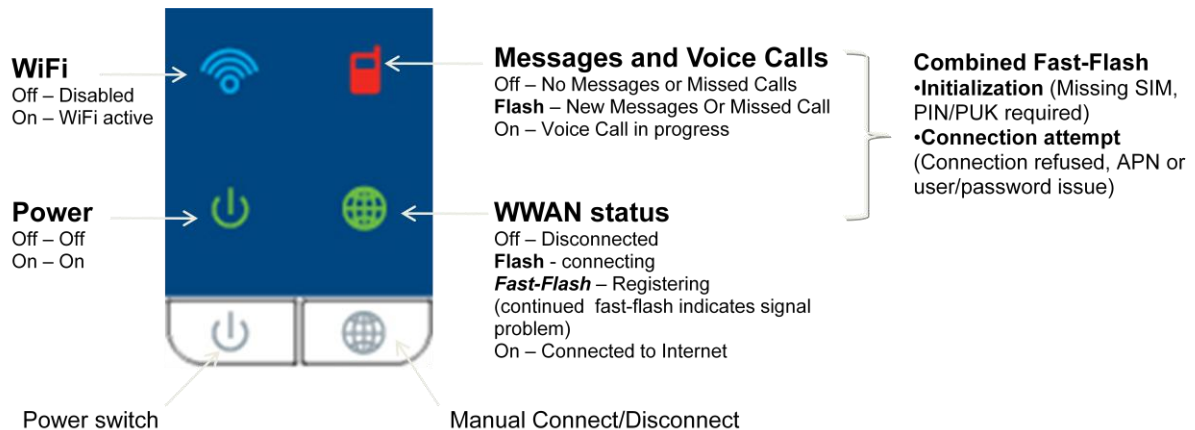 WiFi
Off – Disabled
On – WiFi active
Messages and Voice Calls
Off – No Messages or Missed Calls
Flash – New Messages Or Missed Call
On – Voice Call in progress
Combined Fast-Flash
•Initialization (Missing SIM,
PIN/PUK required)
•Connection attempt
(Connection refused, APN or
user/password issue)
Power
Off – Off
On – On
WWAN status
Off – Disconnected
Flash - connecting
Fast-Flash – Registering
(continued fast-flash indicates signal
problem)
On – Connected to Internet
Power switch
Manual Connect/Disconnect